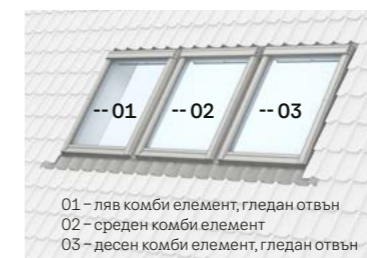 -- 01 -- 02 -- 03
01 – ляв комби елемент, гледан отвън
02 – среден комби елемент
03 – десен комби елемент, гледан отвън